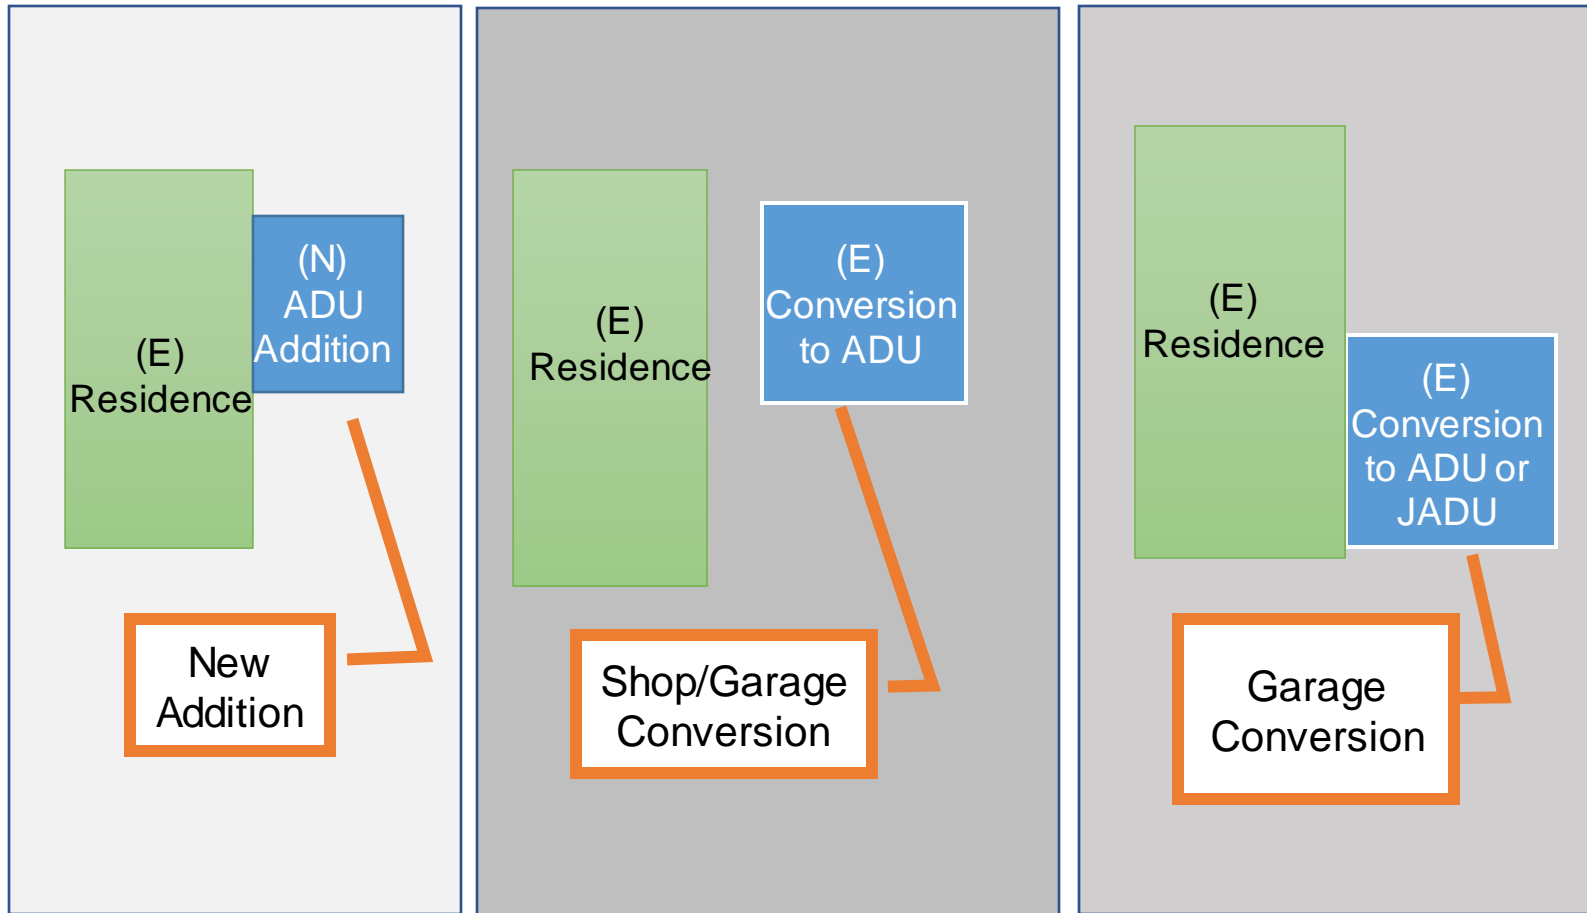 (E)
Residence
(N)
ADU
Addition
New
Addition
(E)
Residence
(E)
Conversion
to ADU
Shop/Garage
Conversion
(E)
Residence
(E)
Conversion
to ADU or
JADU
Garage
Conversion